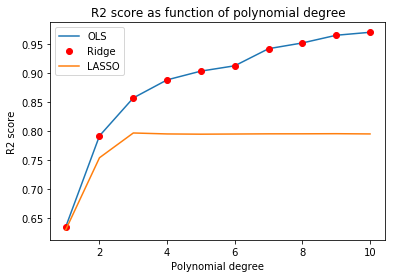 R2 score as function of polynomial degree
OLS
Ridge
LASSO
0.95
0.90
0.85
0.80
0.75
0.70
0.65
R2 score
2 4 6 8 10
Polynomial degree